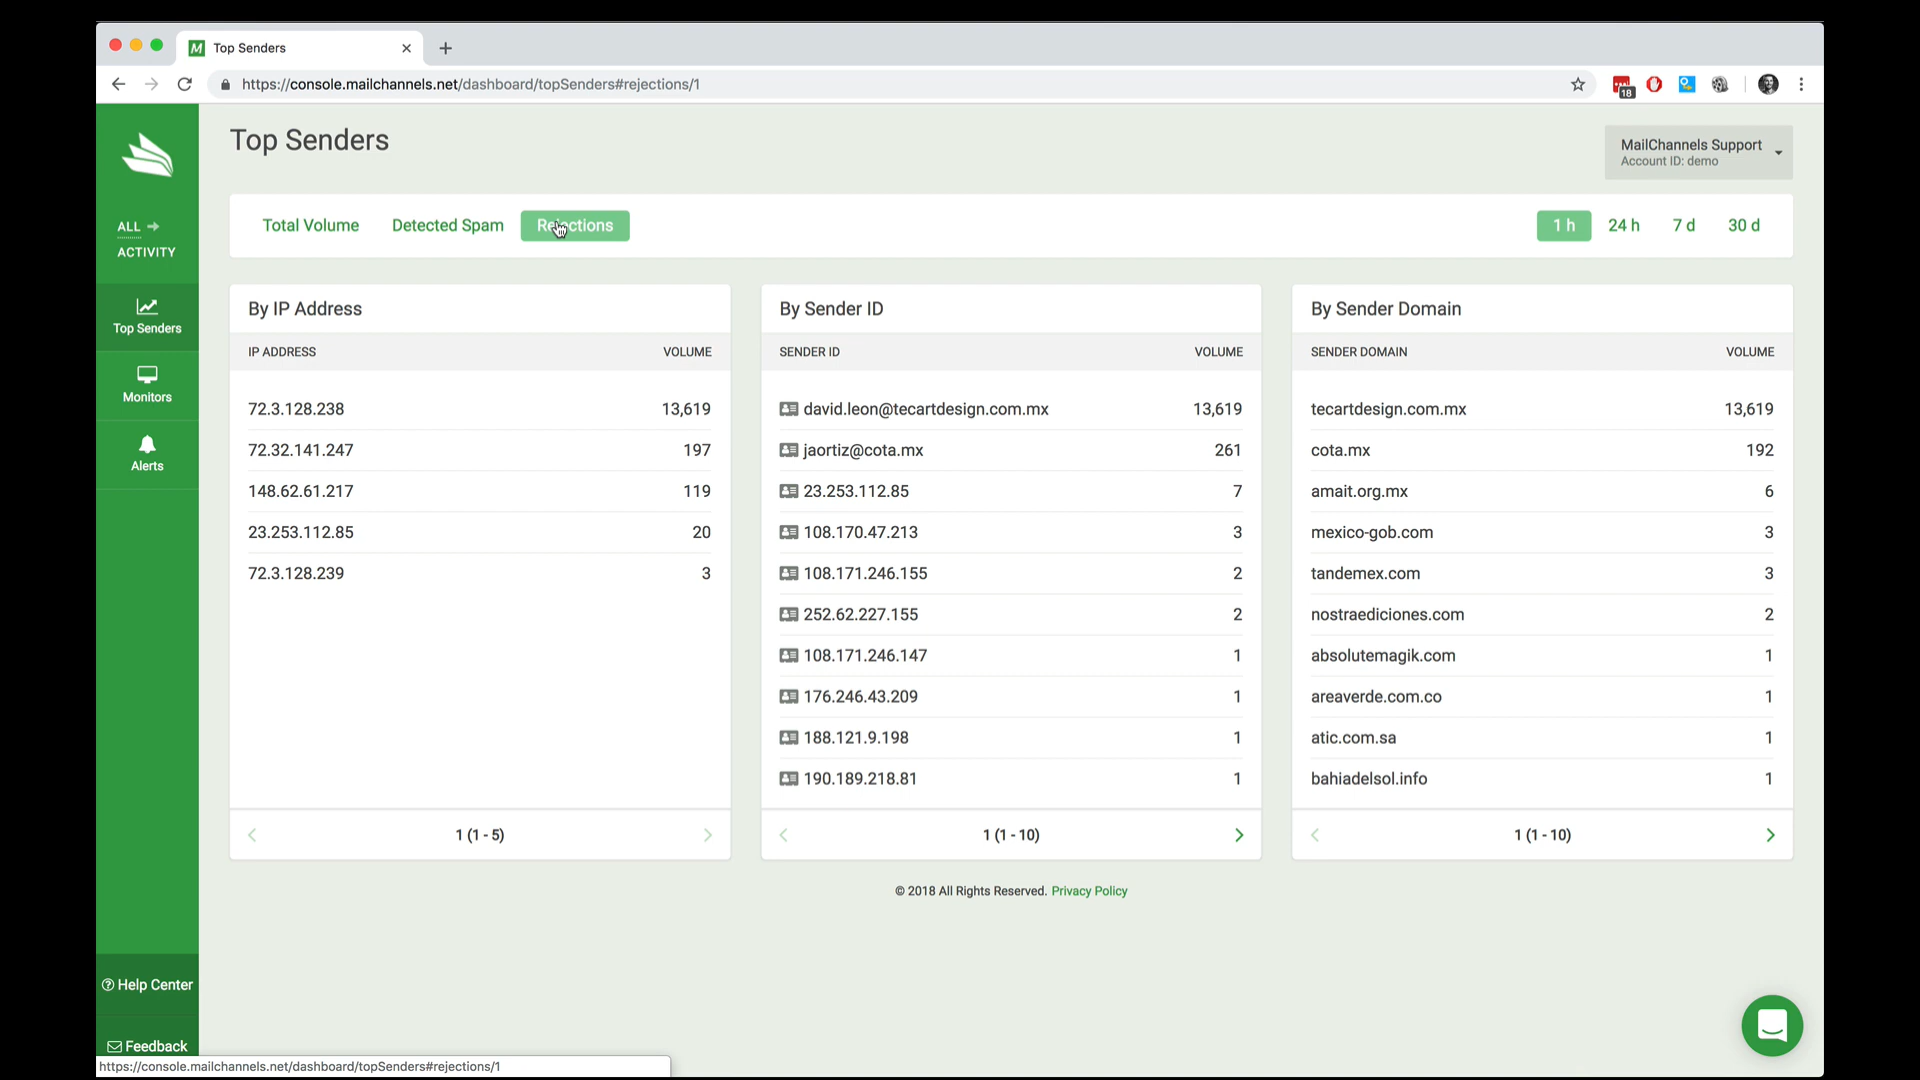 Top Senders
https://console.mailchannels.net/dashboard/topSenders#rejections/1
18
Top Senders
MailChannels Support
Account ID: demo
ALL
ACTIVITY
Top Senders
Monitors
Alerts
Help Center
Feedback
Total Volume Detected Spam Rejections 1 h 24 h 7 d 30 d
By IP Address
IP ADDRESS VOLUME
72.3.128.238 13,619
72.32.141.247 197
148.62.61.217 119
23.253.112.85 20
72.3.128.239 3
1 (1 - 5)
By Sender ID
SENDER ID VOLUME
david.leon@tecartdesign.com.mx 13,619
jaortiz@cota.mx 261
23.253.112.85 7
108.170.47.213 3
108.171.246.155 2
252.62.227.155 2
108.171.246.147 1
176.246.43.209 1
188.121.9.198 1
190.189.218.81 1
1 (1 - 10)
By Sender Domain
SENDER DOMAIN VOLUME
tecartdesign.com.mx 13,619
cota.mx 192
amait.org.mx 6
mexico-gob.com 3
tandemex.com 3
nostraediciones.com 2
absolutemagik.com 1
areaverde.com.co 1
atic.com.sa 1
bahiadelsol.info 1
1 (1 - 10)
© 2018 All Rights Reserved. Privacy Policy
https://console.mailchannels.net/dashboard/topSenders#rejections/1